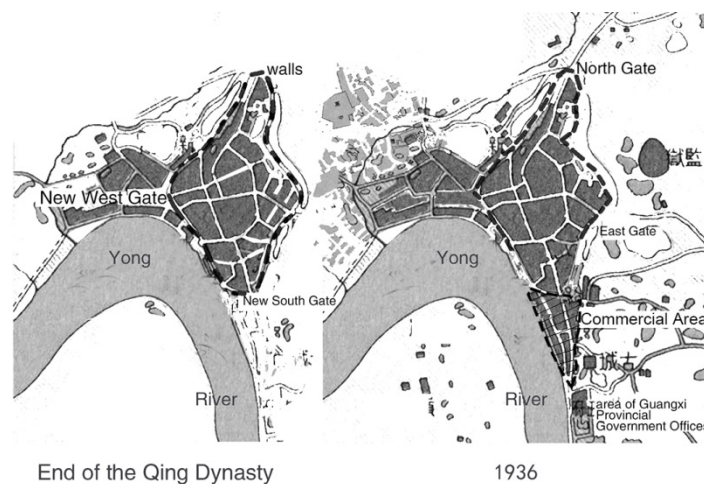 walls
New West Gate
Yong
New South Gate
River
End of the Qing Dynasty
North Gate
獄監
East Gate
Yong
Commercial Area
城古
River
area of Guangxi
Provincial
Government Offices
1936